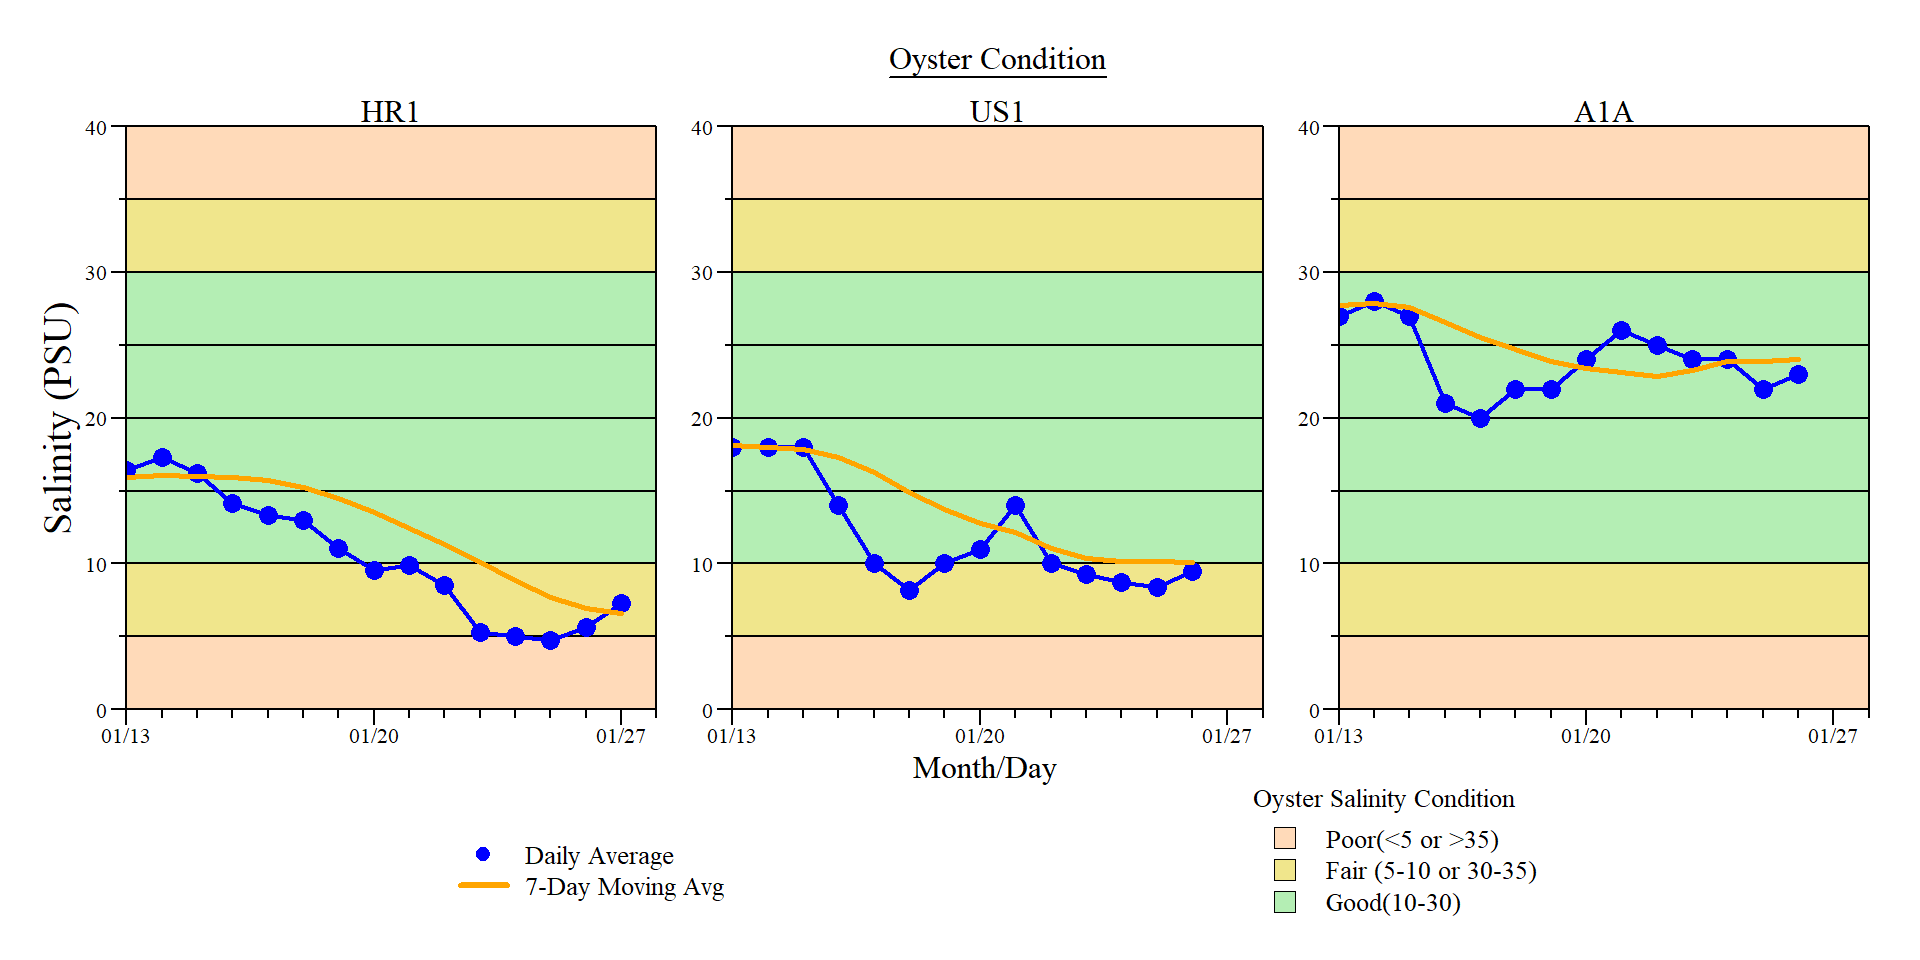 Oyster Condition
HR1
US1
A1A
Salinity (PSU)
40
30
20
10
0
01/13
01/20
01/27
40
30
20
10
0
01/13
01/20
01/27
40
30
20
10
0
01/13
01/20
01/27
Month/Day
Daily Average
7-Day Moving Avg
Oyster Salinity Condition
Poor(<5 or >35)
Fair (5-10 or 30-35)
Good(10-30)